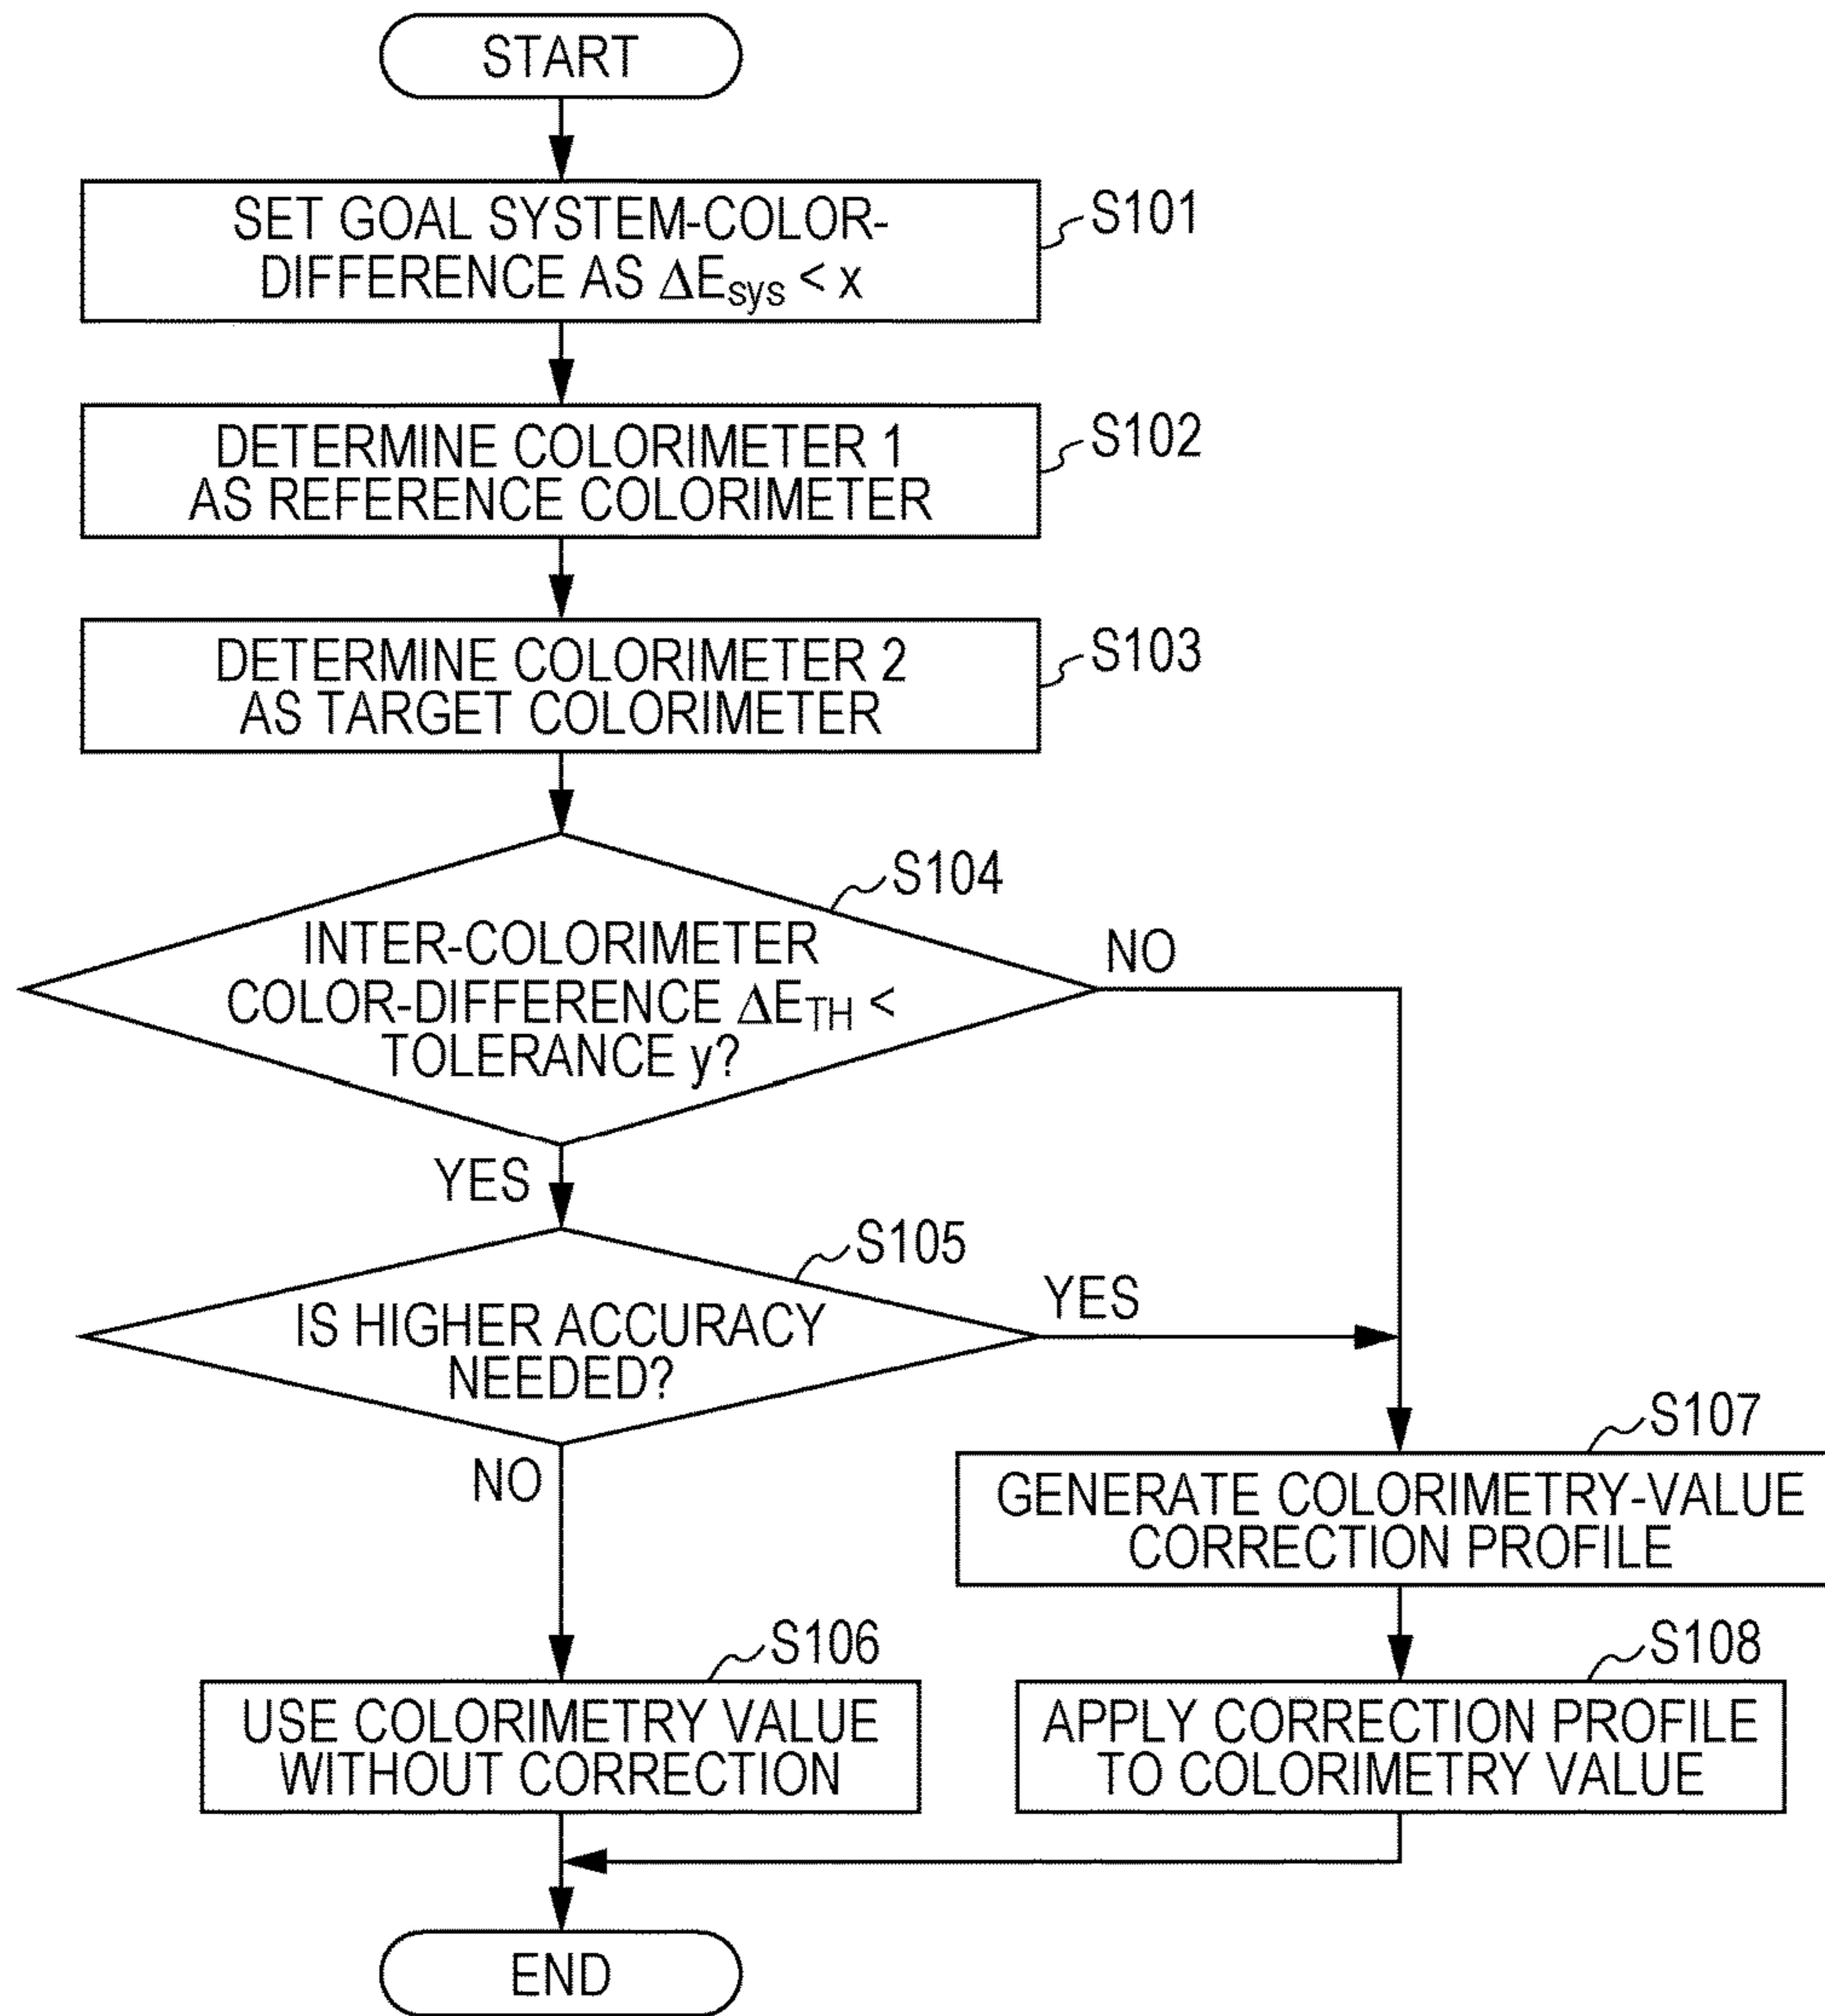 START
SET GOAL SYSTEM-COLOR-
DIFFERENCE AS ΔEsys < x
S101
DETERMINE COLORIMETER 1
AS REFERENCE COLORIMETER
S102
DETERMINE COLORIMETER 2
AS TARGET COLORIMETER
S103
S104
INTER-COLORIMETER
COLOR-DIFFERENCE ΔETH <
TOLERANCE y?
NO
YES
S105
IS HIGHER ACCURACY
NEEDED?
YES
NO
S107
GENERATE COLORIMETRY-VALUE
CORRECTION PROFILE
S106
USE COLORIMETRY VALUE
WITHOUT CORRECTION
S108
APPLY CORRECTION PROFILE
TO COLORIMETRY VALUE
END